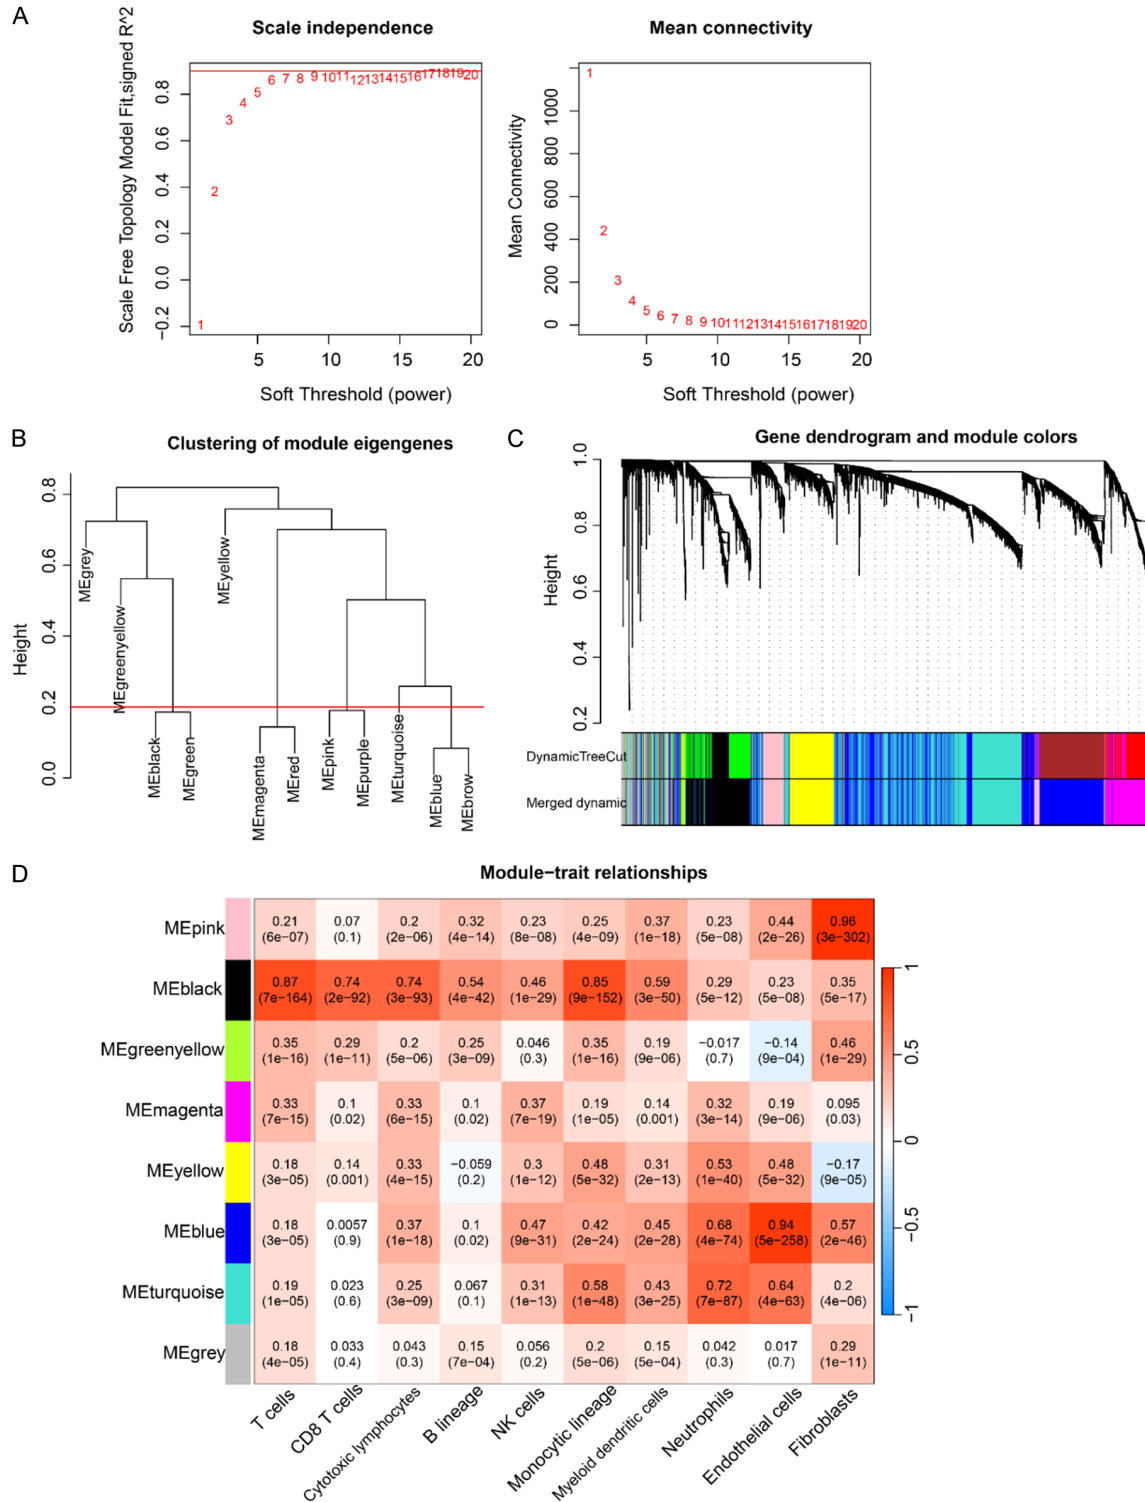 A
Scale independence
Scale Free Topology Model Fit,signed R^2
−0.2 0.0 0.2 0.4 0.6 0.8
1 2 3 4 5 6 7 8 9 10 11 12 13 14 15 16 17 18 19 20
5 10 15 20
Soft Threshold (power)
Mean connectivity
Mean Connectivity
0 200 400 600 800 1000
1 2 3 4 5 6 7 8 9 10 11 12 13 14 15 16 17 18 19 20
5 10 15 20
Soft Threshold (power)
B
Clustering of module eigengenes
Height
0.0 0.2 0.4 0.6 0.8
MEgrey
MEgreenyellow
MEblack
MEgreen
MEyellow
MEmagenta
MEred
MEpink
MEpurple
MEturquoise
MEblue
MEbrow
C
Gene dendrogram and module colors
Height
0.2 0.4 0.6 0.8 1.0
DynamicTreeCut
Merged dynamic
D
Module−trait relationships
MEpink
0.21 0.07 0.2 0.32 0.23 0.25 0.37 0.23 0.44 0.96
(6e−07) (0.1) (2e−06) (4e−14) (8e−08) (4e−09) (1e−18) (5e−08) (2e−26) (3e−302)
MEblack
0.87 0.74 0.74 0.54 0.46 0.85 0.59 0.29 0.23 0.35
(7e−164) (2e−92) (3e−93) (4e−42) (1e−29) (9e−152) (3e−50) (5e−12) (5e−08) (5e−17)
MEgreenyellow
0.35 0.29 0.2 0.25 0.046 0.35 0.19 −0.017 −0.14 0.46
(1e−16) (1e−11) (5e−06) (3e−09) (0.3) (1e−16) (9e−06) (0.7) (9e−04) (1e−29)
MEmagenta
0.33 0.1 0.33 0.1 0.37 0.19 0.14 0.32 0.19 0.095
(7e−15) (0.02) (6e−15) (0.02) (7e−19) (1e−05) (0.001) (3e−14) (9e−06) (0.03)
MEyellow
0.18 0.14 0.33 −0.059 0.3 0.48 0.31 0.53 0.48 −0.17
(3e−05) (0.001) (4e−15) (0.2) (1e−12) (5e−32) (2e−13) (1e−40) (5e−32) (9e−05)
MEblue
0.18 0.0057 0.37 0.1 0.47 0.42 0.45 0.68 0.94 0.57
(3e−05) (0.9) (1e−18) (0.02) (9e−31) (2e−24) (2e−28) (4e−74) (5e−258) (2e−46)
MEturquoise
0.19 0.023 0.25 0.067 0.31 0.58 0.43 0.72 0.64 0.2
(1e−05) (0.6) (3e−09) (0.1) (1e−13) (1e−48) (3e−25) (7e−87) (4e−63) (4e−06)
MEgrey
0.18 0.033 0.043 0.15 0.056 0.2 0.15 0.042 0.017 0.29
(4e−05) (0.4) (0.3) (7e−04) (0.2) (5e−06) (5e−04) (0.3) (0.7) (1e−11)
T cells
CD8 T cells
Cytotoxic lymphocytes
B lineage
NK cells
Monocytic lineage
Myeloid dendritic cells
Neutrophils
Endothelial cells
Fibroblasts
1
0.5
0
−0.5
−1